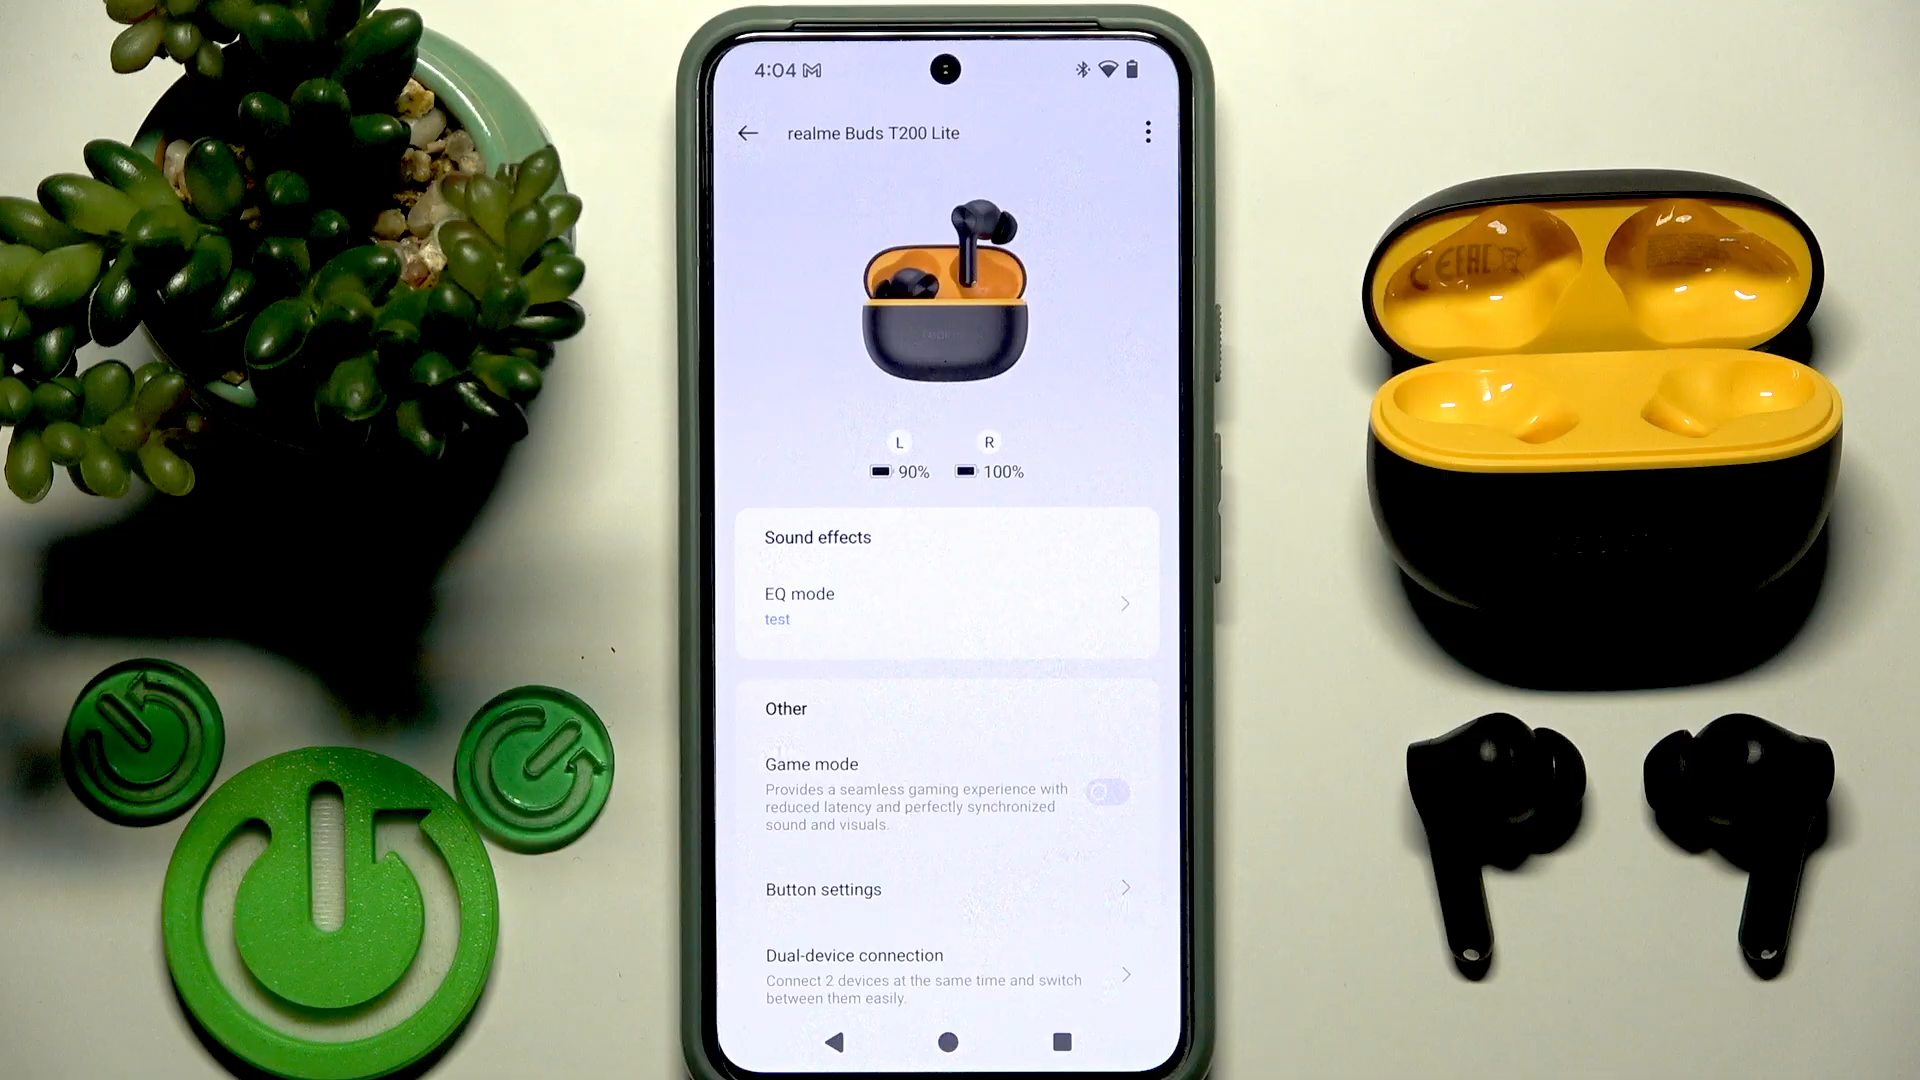 4:04
realme Buds T200 Lite
L R
90% 100%
Sound effects
EQ mode
test
Other
Game mode
Provides a seamless gaming experience with
reduced latency and perfectly synchronized
sound and visuals.
Button settings
Dual-device connection
Connect 2 devices at the same time and switch
between them easily.
CE EAC